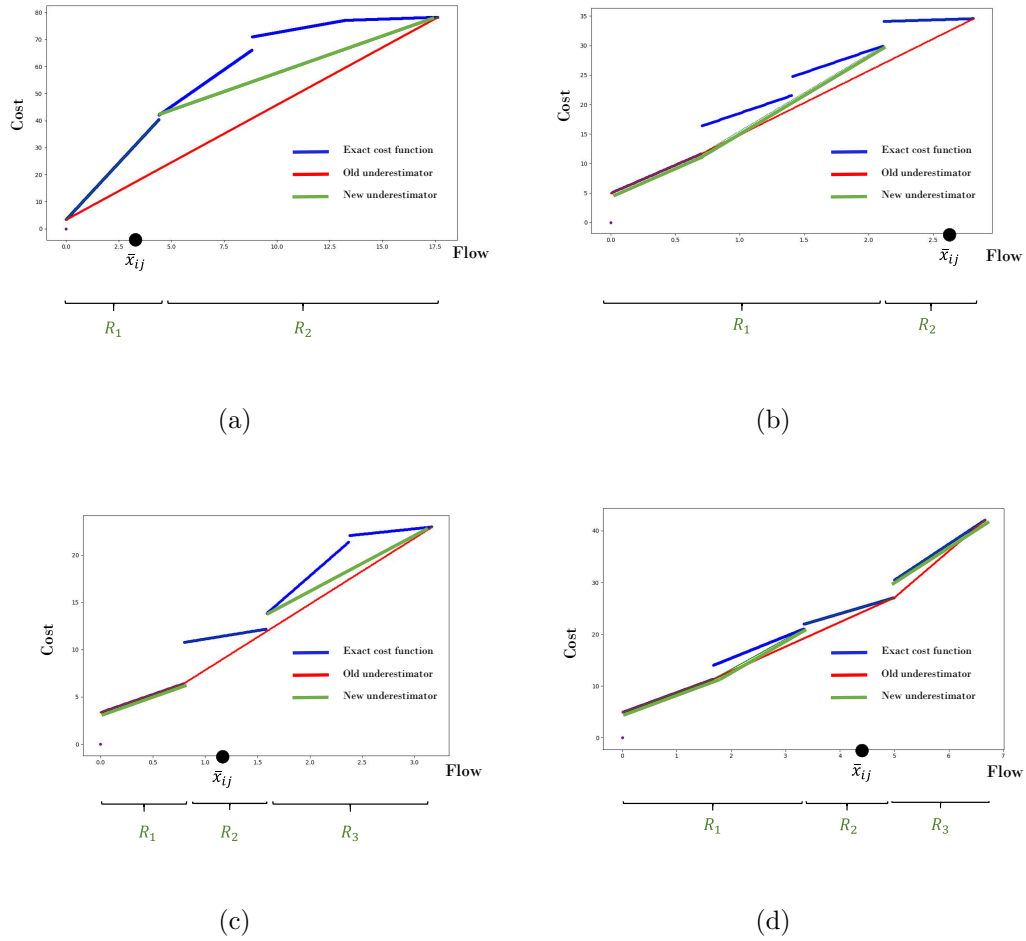 80
70
60
50
40
30
20
10
0
Cost
Exact cost function
Old underestimator
New underestimator
0.0 2.5 5.0 7.5 10.0 12.5 15.0 17.5
x̄ij
Flow
R1 R2
(a)
35
30
25
20
15
10
5
0
Cost
Exact cost function
Old underestimator
New underestimator
0.0 0.5 1.0 1.5 2.0 2.5
x̄ij
Flow
R1 R2
(b)
20
15
10
5
0
Cost
Exact cost function
Old underestimator
New underestimator
0.0 0.5 1.0 1.5 2.0 2.5 3.0
x̄ij
Flow
R1 R2 R3
(c)
40
30
20
10
0
Cost
Exact cost function
Old underestimator
New underestimator
0 1 2 3 4 5 6 7
x̄ij
Flow
R1 R2 R3
(d)